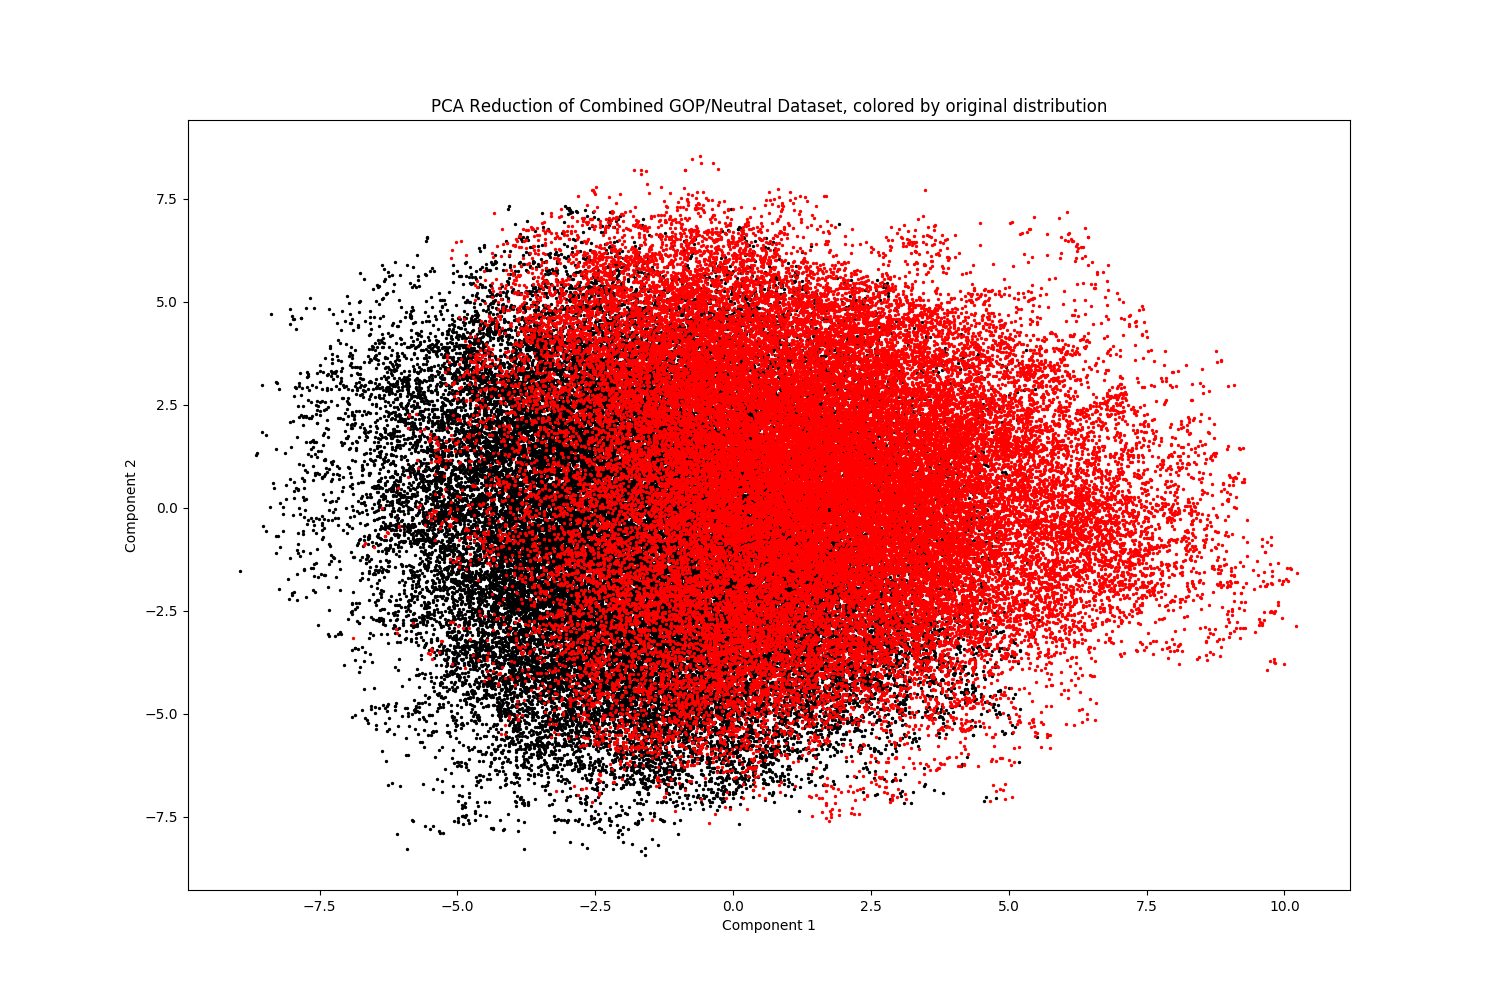 PCA Reduction of Combined GOP/Neutral Dataset, colored by original distribution
7.5
5.0
2.5
0.0
−2.5
−5.0
−7.5
Component 2
−7.5 −5.0 −2.5 0.0 2.5 5.0 7.5 10.0
Component 1